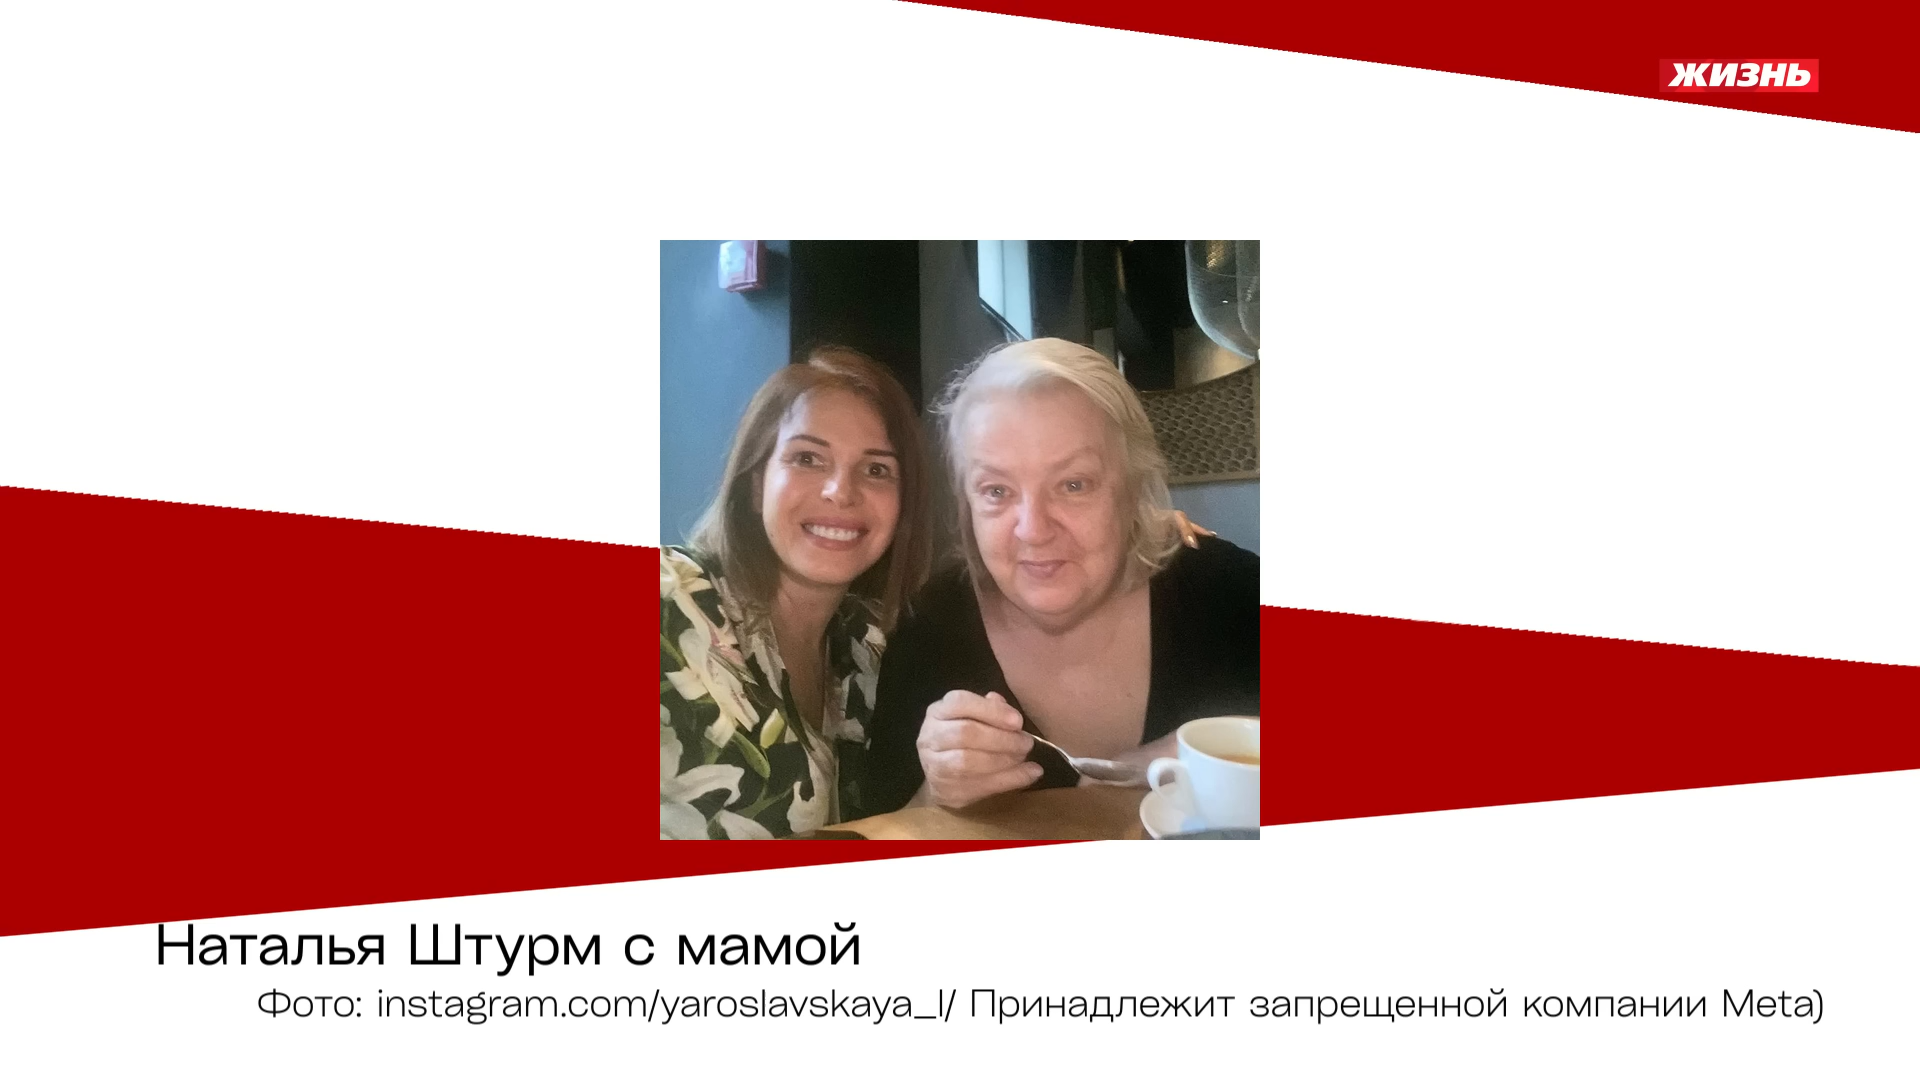 ЖИЗНЬ
Наталья Штурм с мамой
Фото: instagram.com/yaroslavskaya_l/ Принадлежит запрещенной компании Meta)